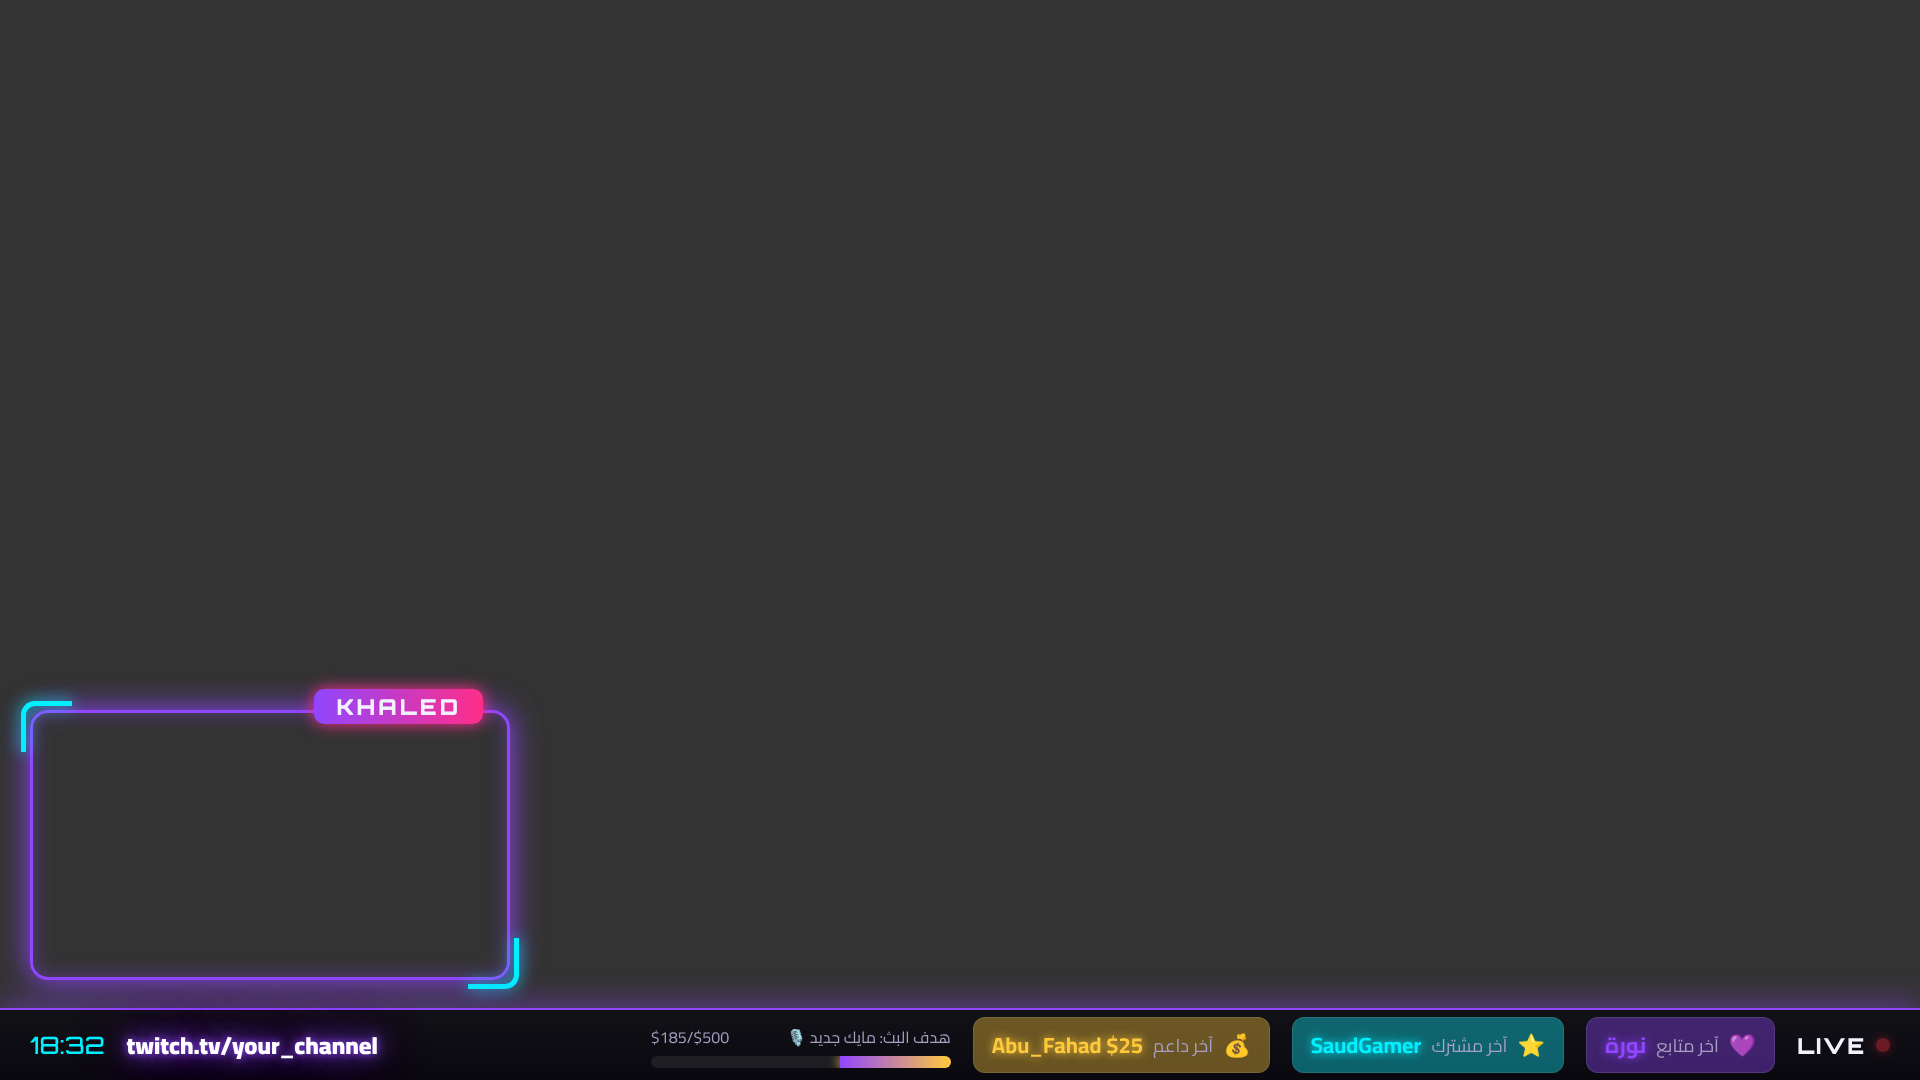 KHALED
LIVE
آخر متابع نورة
آخر مشترك SaudGamer
آخر داعم Abu_Fahad $25
هدف البث: مايك جديد 🎙️
$185/$500
twitch.tv/your_channel
18:32